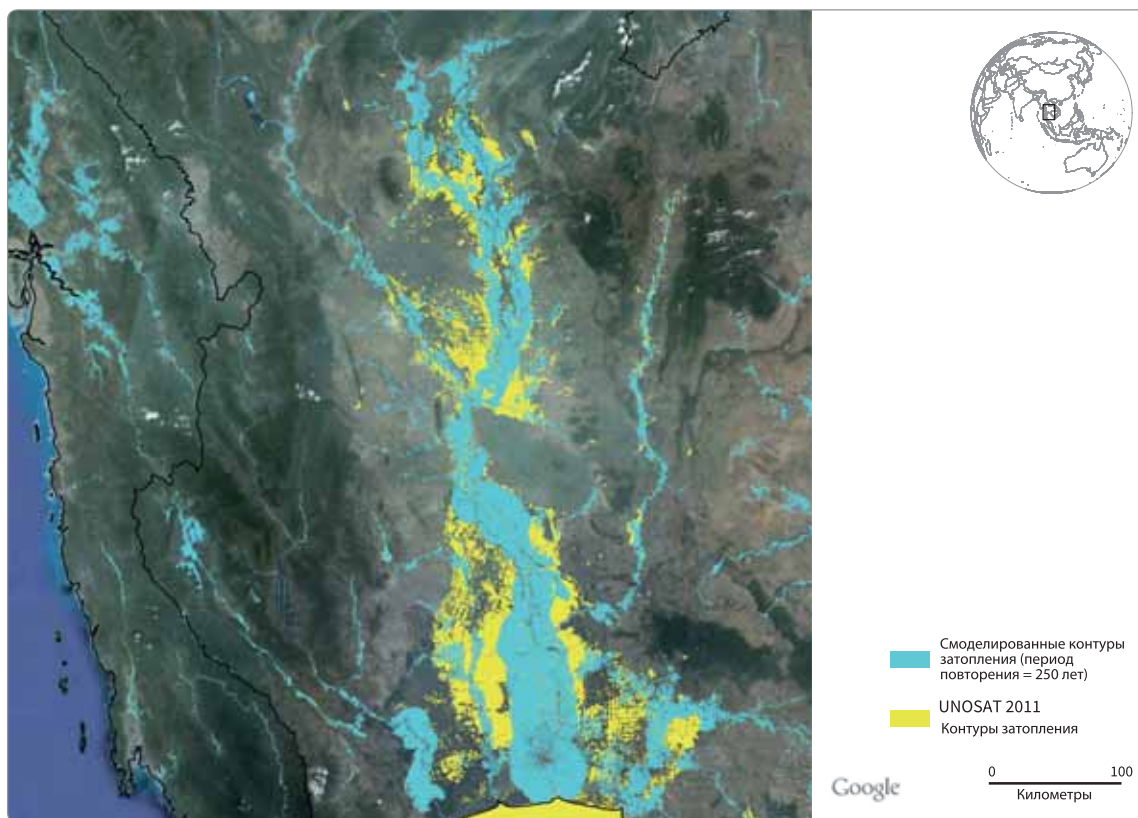 Смоделированные контуры
затопления (период
повторения = 250 лет)
UNOSAT 2011
Контуры затопления
Google
0 100
Километры